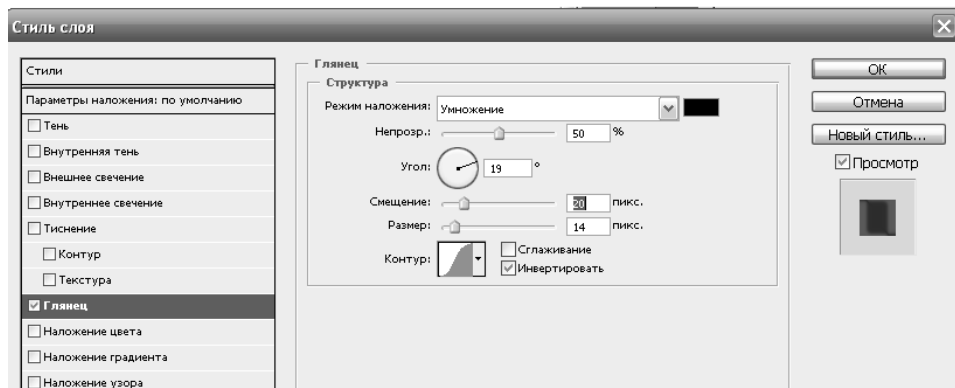 Стиль слоя
Стили
Параметры наложения: по умолчанию
Тень
Внутренняя тень
Внешнее свечение
Внутреннее свечение
Тиснение
Контур
Текстура
Глянец
Наложение цвета
Наложение градиента
Наложение узора
Глянец
Структура
Режим наложения: Умножение
Непрозр.: 50 %
Угол: 19 °
Смещение: 20 пикс.
Размер: 14 пикс.
Контур: Сглаживание
Инвертировать
ОК
Отмена
Новый стиль...
Просмотр